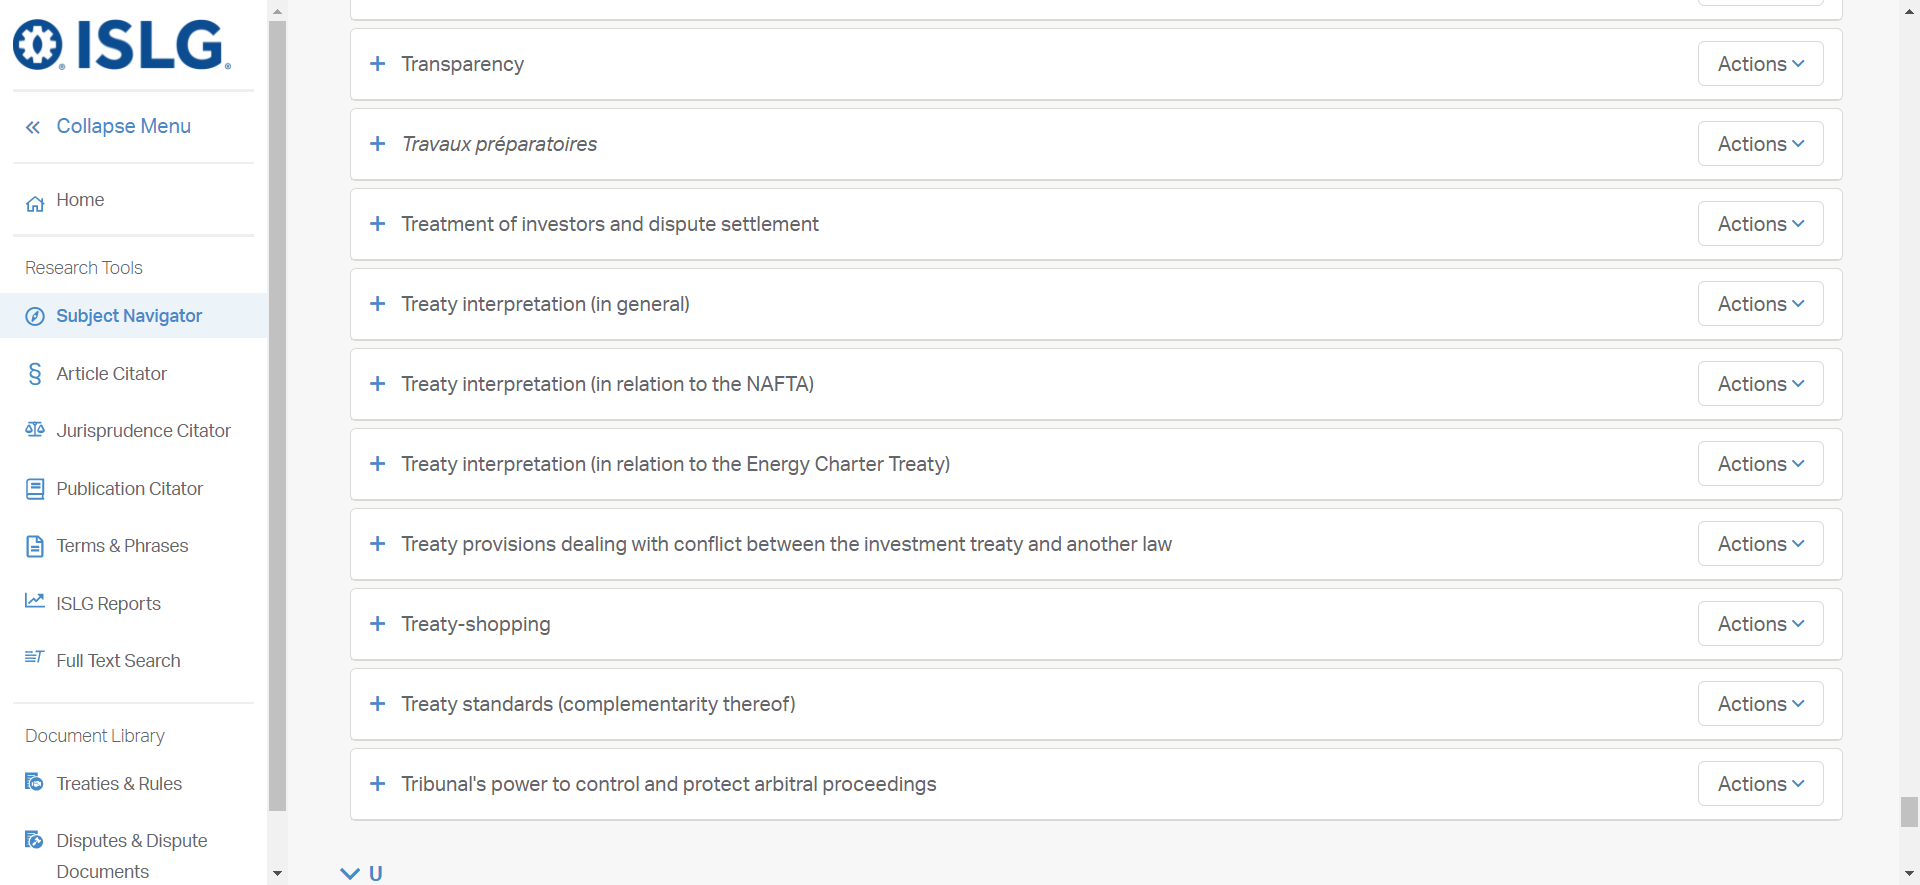 ISLG
Collapse Menu
Home
Research Tools
Subject Navigator
Article Citator
Jurisprudence Citator
Publication Citator
Terms & Phrases
ISLG Reports
Full Text Search
Document Library
Treaties & Rules
Disputes & Dispute
Documents
Transparency Actions
Travaux préparatoires Actions
Treatment of investors and dispute settlement Actions
Treaty interpretation (in general) Actions
Treaty interpretation (in relation to the NAFTA) Actions
Treaty interpretation (in relation to the Energy Charter Treaty) Actions
Treaty provisions dealing with conflict between the investment treaty and another law Actions
Treaty-shopping Actions
Treaty standards (complementarity thereof) Actions
Tribunal's power to control and protect arbitral proceedings Actions
U